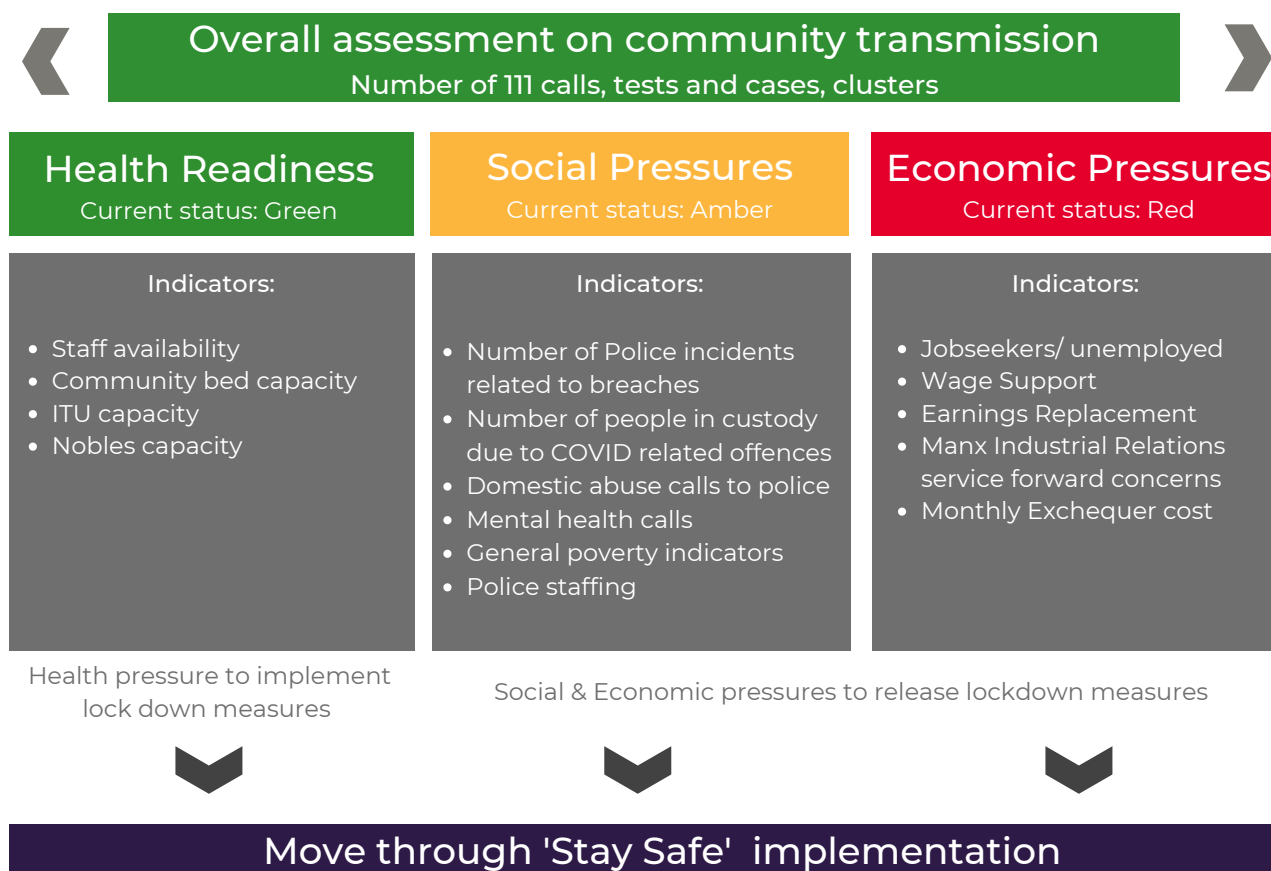 Overall assessment on community transmission
Number of 111 calls, tests and cases, clusters
Health Readiness
Current status: Green
Social Pressures
Current status: Amber
Economic Pressures
Current status: Red
Indicators:
• Staff availability
• Community bed capacity
• ITU capacity
• Nobles capacity
Indicators:
• Number of Police incidents
related to breaches
• Number of people in custody
due to COVID related offences
• Domestic abuse calls to police
• Mental health calls
• General poverty indicators
• Police staffing
Indicators:
• Jobseekers/ unemployed
• Wage Support
• Earnings Replacement
• Manx Industrial Relations
service forward concerns
• Monthly Exchequer cost
Health pressure to implement
lock down measures
Social & Economic pressures to release lockdown measures
Move through 'Stay Safe'  implementation